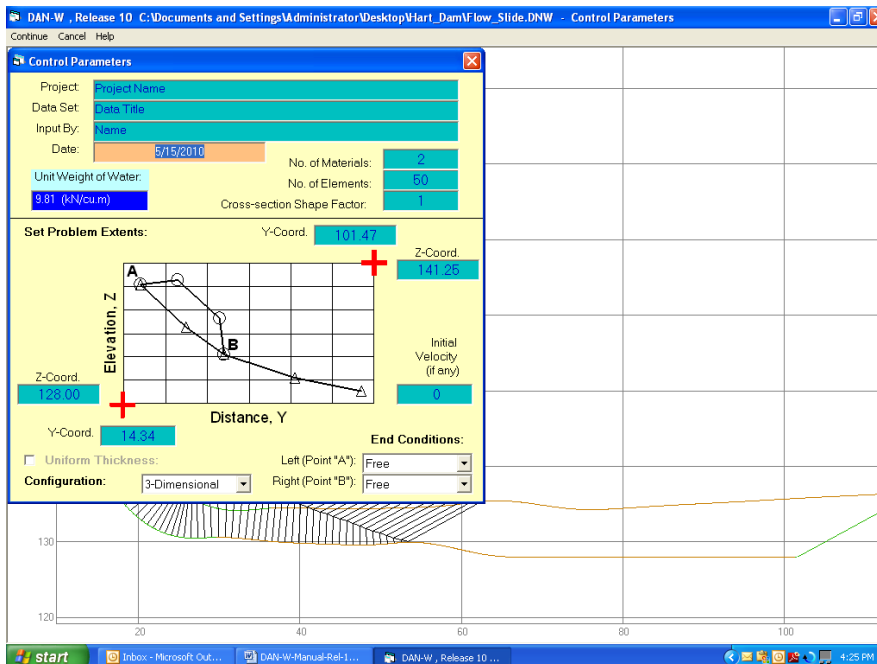 DAN-W , Release 10 C:\Documents and Settings\Administrator\Desktop\Hart_Dam\Flow_Slide.DNW - Control Parameters
Continue Cancel Help
Control Parameters
Project: Project Name
Data Set: Data Title
Input By: Name
Date: 5/15/2010
No. of Materials: 2
Unit Weight of Water:
No. of Elements: 50
9.81 (kN/cu.m)
Cross-section Shape Factor: 1
Set Problem Extents:
Y-Coord. 101.47
Z-Coord.
141.25
A
B
Elevation, Z
Initial
Velocity
(if any)
0
Z-Coord.
128.00
Distance, Y
Y-Coord. 14.34
End Conditions:
Uniform Thickness:
Left (Point "A"): Free
Configuration: 3-Dimensional
Right (Point "B"): Free
130
120
20 40 60 80 100
start Inbox - Microsoft Out... DAN-W-Manual-Rel-1... DAN-W , Release 10 ... 4:25 PM